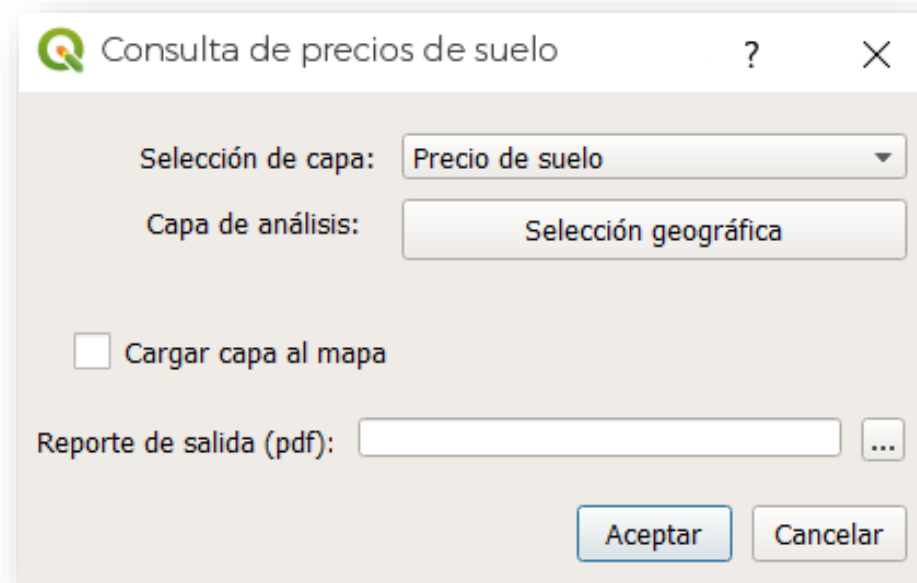 Consulta de precios de suelo ?
Selección de capa: Precio de suelo
Capa de análisis: Selección geográfica
Cargar capa al mapa
Reporte de salida (pdf): ...
Aceptar Cancelar